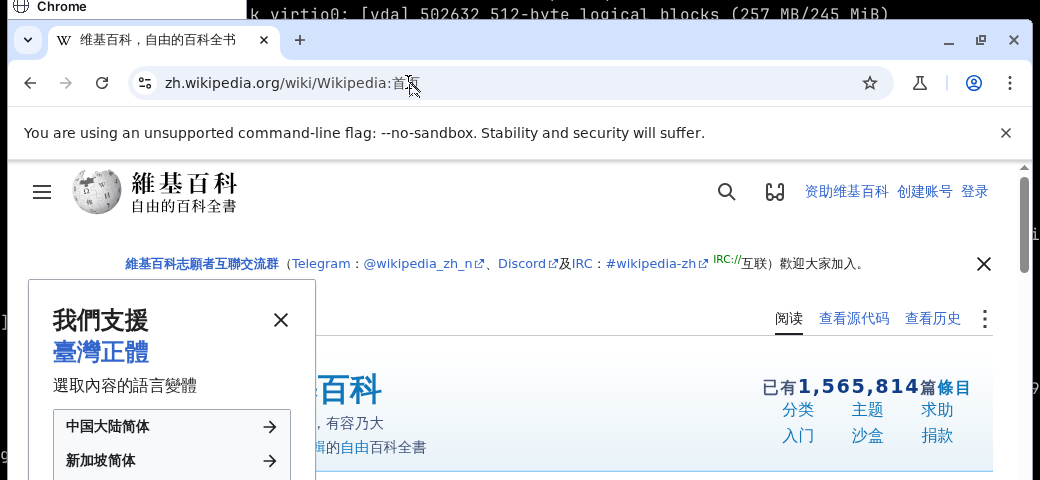 Chrome
k virtio0: [vda] 502632 512-byte logical blocks (257 MB/245 MiB)
维基百科，自由的百科全书
zh.wikipedia.org/wiki/Wikipedia:首页
You are using an unsupported command-line flag: --no-sandbox. Stability and security will suffer.
維基百科
自由的百科全書
资助维基百科 创建账号 登录
維基百科志願者互聯交流群（Telegram：@wikipedia_zh_n、Discord及IRC：#wikipedia-zh IRC://互联）歡迎大家加入。
我們支援
臺灣正體
選取內容的語言變體
中国大陆简体
新加坡简体
阅读 查看源代码 查看历史
百科
，有容乃大
的自由百科全書
已有1,565,814篇條目
分类 主题 求助
入门 沙盒 捐款